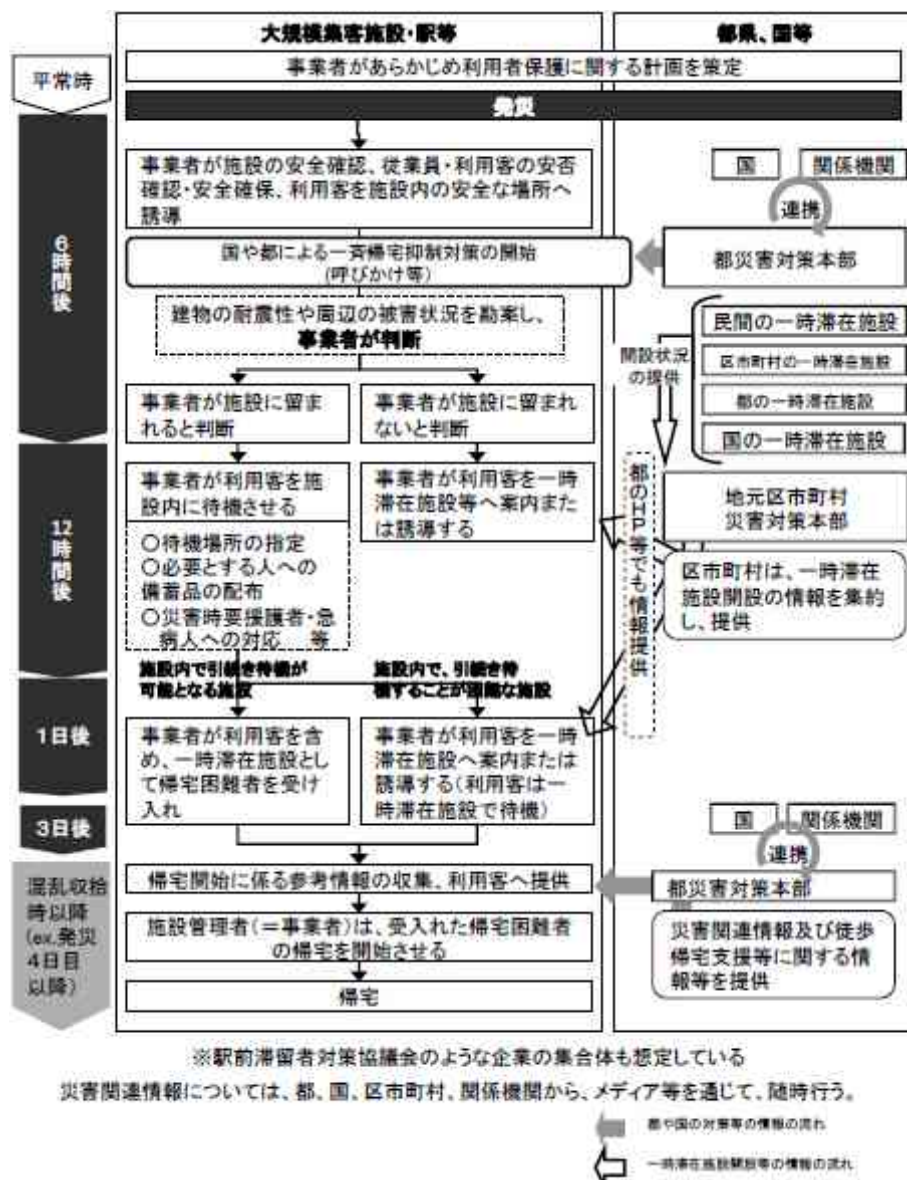 大規模集客施設・駅等
都県、国等
平常時
事業者があらかじめ利用者保護に関する計画を策定
発災
6時間後
事業者が施設の安全確認、従業員・利用客の安否
確認・安全確保、利用客を施設内の安全な場所へ
誘導
国
関係機関
連携
都災害対策本部
国や都による一斉帰宅抑制対策の開始
(呼びかけ等)
建物の耐震性や周辺の被害状況を勘案し、
事業者が判断
開設状況
の提供
民間の一時滞在施設
区市町村の一時滞在施設
都の一時滞在施設
国の一時滞在施設
事業者が施設に留ま
れると判断
事業者が施設に留まれ
ないと判断
12時間後
事業者が利用客を施
設内に待機させる
事業者が利用客を一時
滞在施設等へ案内また
は誘導する
○待機場所の指定
○必要とする人への
備蓄品の配布
○災害時要援護者・急
病人への対応 等
都のHP等でも情報提供
地元区市町村
災害対策本部
区市町村は、一時滞在
施設開設の情報を集約
し、提供
施設内で引続き待機が
可能となる施設
施設内で、引続き待
機することが困難な施設
1日後
事業者が利用客を含
め、一時滞在施設とし
て帰宅困難者を受け
入れ
事業者が利用客を一時
滞在施設へ案内または
誘導する(利用客は一
時滞在施設で待機)
3日後
国
関係機関
連携
都災害対策本部
混乱収拾
時以降
(ex.発災
4日目
以降)
帰宅開始に係る参考情報の収集、利用客へ提供
施設管理者(=事業者)は、受入れた帰宅困難者
の帰宅を開始させる
帰宅
災害関連情報及び徒歩
帰宅支援等に関する情
報等を提供
※駅前滞留者対策協議会のような企業の集合体も想定している
災害関連情報については、都、国、区市町村、関係機関から、メディア等を通じて、随時行う。
都や国の対策等の情報の流れ
一時滞在施設開設等の情報の流れ